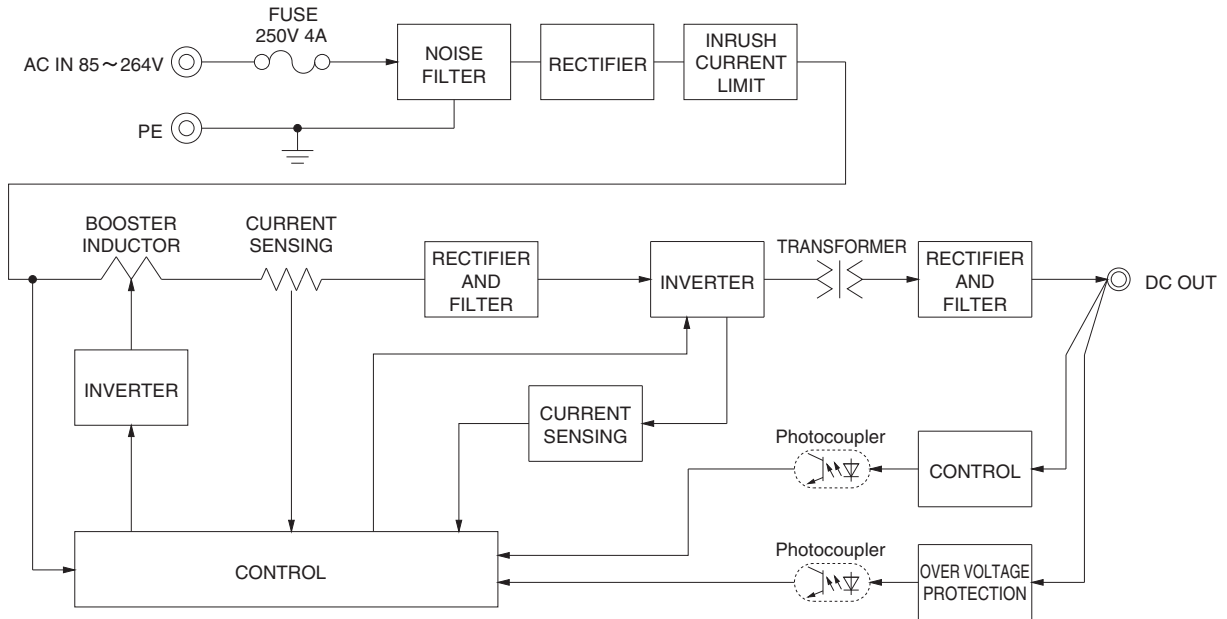 FUSE
250V 4A
AC IN 85～264V
NOISE
FILTER
RECTIFIER
INRUSH
CURRENT
LIMIT
PE
BOOSTER
INDUCTOR
CURRENT
SENSING
RECTIFIER
AND
FILTER
INVERTER
TRANSFORMER
RECTIFIER
AND
FILTER
DC OUT
INVERTER
CURRENT
SENSING
Photocoupler
CONTROL
CONTROL
Photocoupler
OVER VOLTAGE
PROTECTION